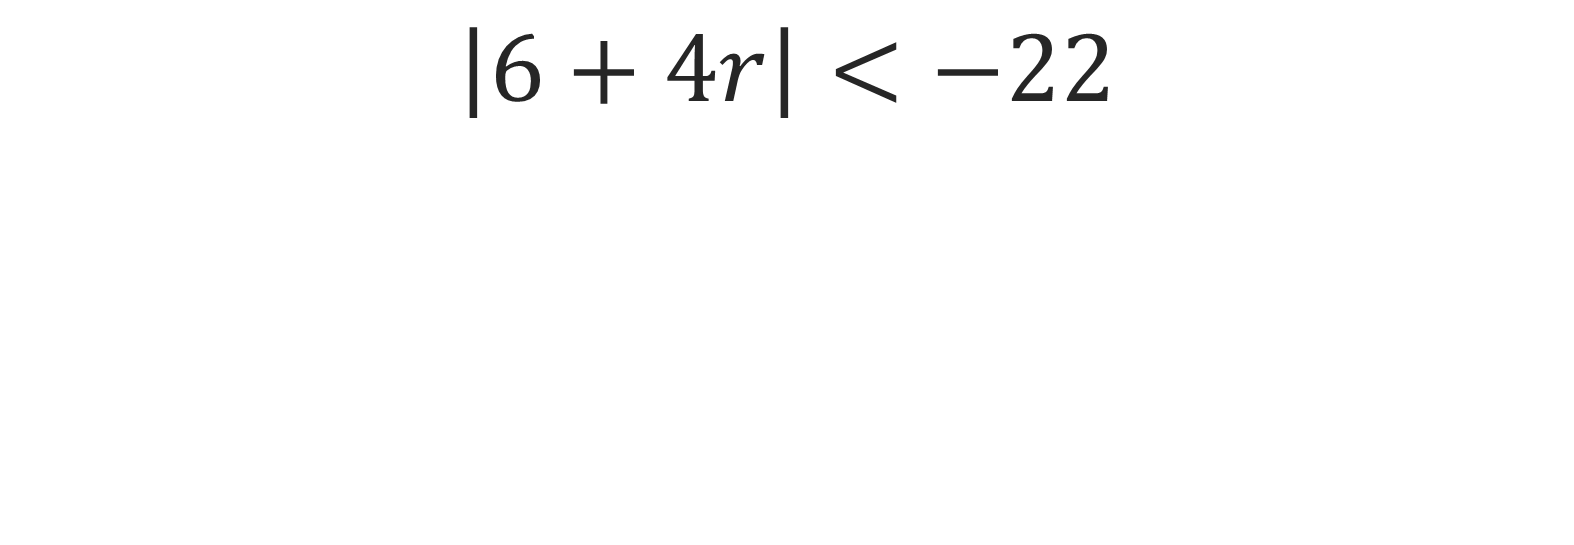 |6 + 4r| < −22